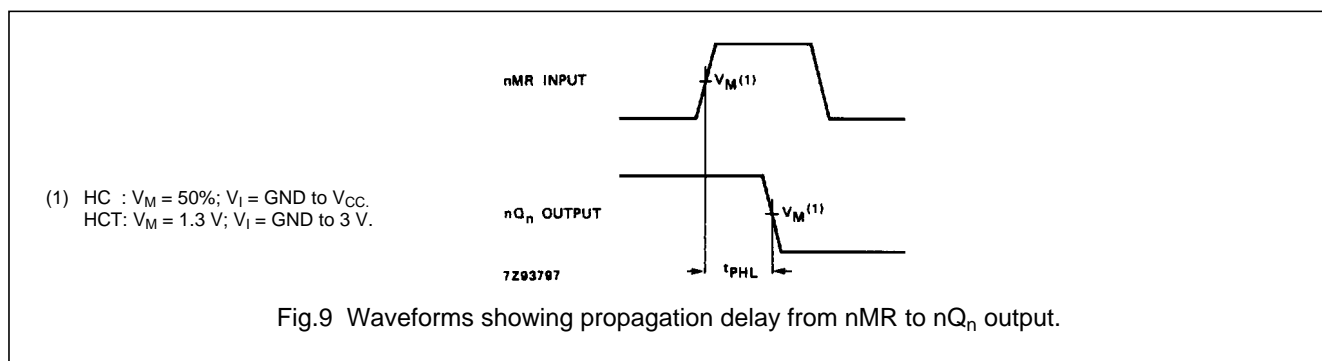 nMR INPUT
V_M(1)
(1) HC : V_M = 50%; V_I = GND to V_CC.
HCT: V_M = 1.3 V; V_I = GND to 3 V.
nQ_n OUTPUT
V_M(1)
t_PHL
7Z93797
Fig.9 Waveforms showing propagation delay from nMR to nQ_n output.